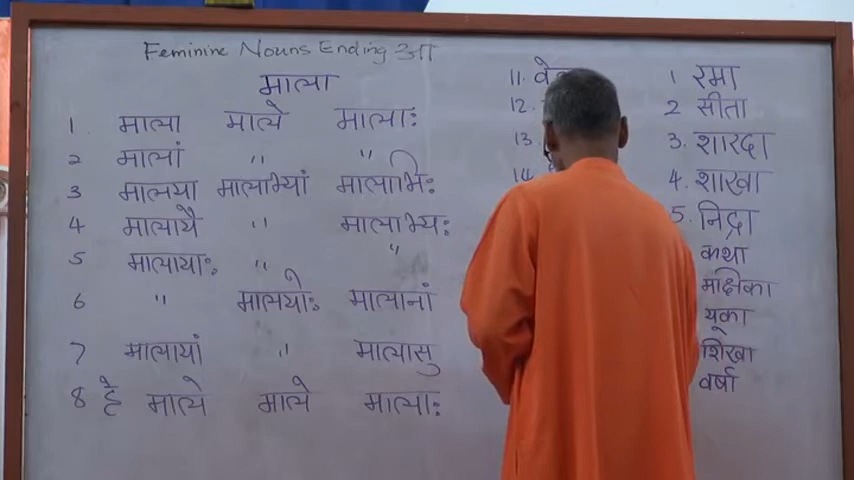 Feminine Nouns Ending आ
माला
1. माला माले मालाः
2 मालां " "
3 मालया मालाभ्यां मालाभिः
4 मालायै " मालाभ्यः
5 मालायाः " "
6 " मालयोः मालानां
7 मालायां " मालासु
8 हे माले माले मालाः
11.
12.
13.
14.
1 रमा
2 सीता
3. शारदा
4. शाखा
5. निद्रा
कथा
मक्षिका
यूका
शिखा
वर्षा